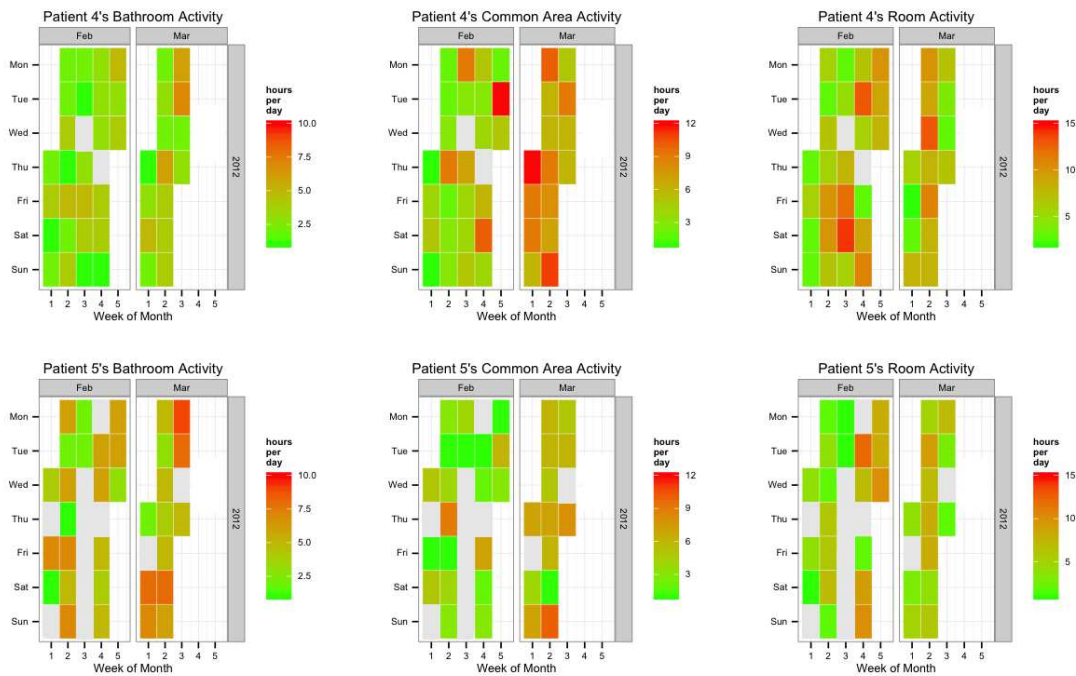 Patient 4's Bathroom Activity
Feb Mar
Mon
Tue
Wed
Thu
Fri
Sat
Sun
2012
1 2 3 4 5 1 2 3 4 5
Week of Month
hours
per
day
10.0
7.5
5.0
2.5
Patient 4's Common Area Activity
Feb Mar
Mon
Tue
Wed
Thu
Fri
Sat
Sun
2012
1 2 3 4 5 1 2 3 4 5
Week of Month
hours
per
day
12
9
6
3
Patient 4's Room Activity
Feb Mar
Mon
Tue
Wed
Thu
Fri
Sat
Sun
2012
1 2 3 4 5 1 2 3 4 5
Week of Month
hours
per
day
15
10
5
Patient 5's Bathroom Activity
Feb Mar
Mon
Tue
Wed
Thu
Fri
Sat
Sun
2012
1 2 3 4 5 1 2 3 4 5
Week of Month
hours
per
day
10.0
7.5
5.0
2.5
Patient 5's Common Area Activity
Feb Mar
Mon
Tue
Wed
Thu
Fri
Sat
Sun
2012
1 2 3 4 5 1 2 3 4 5
Week of Month
hours
per
day
12
9
6
3
Patient 5's Room Activity
Feb Mar
Mon
Tue
Wed
Thu
Fri
Sat
Sun
2012
1 2 3 4 5 1 2 3 4 5
Week of Month
hours
per
day
15
10
5